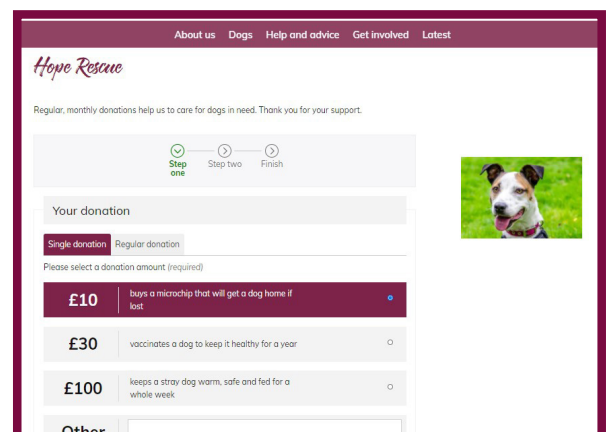 About us Dogs Help and advice Get involved Latest
Hope Rescue
Regular, monthly donations help us to care for dogs in need. Thank you for your support.
Step one
Step two
Finish
Your donation
Single donation Regular donation
Please select a donation amount (required)
£10
buys a microchip that will get a dog home if
lost
£30
vaccinates a dog to keep it healthy for a year
£100
keeps a stray dog warm, safe and fed for a
whole week
Other